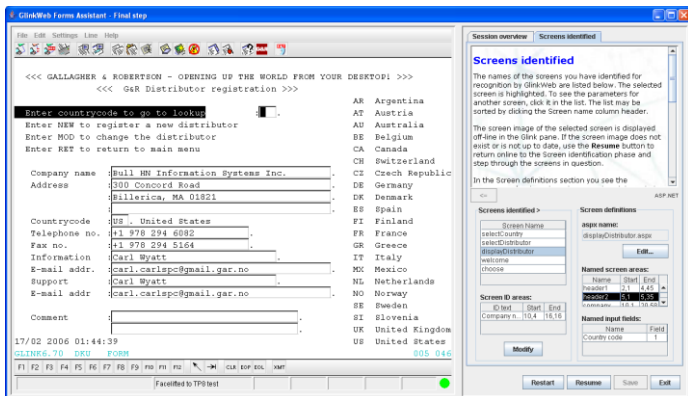 GlinkWeb Forms Assistant - Final step
File Edit Settings Line Help
<<< GALLAGHER & ROBERTSON - OPENING UP THE WORLD FROM YOUR DESKTOP! >>>
<<< G&R Distributor registration >>>
AR Argentina
Enter countrycode to go to lookup : . AT Austria
Enter NEW to register a new distributor AU Australia
Enter MOD to change the distributor BE Belgium
Enter RET to return to main menu CA Canada
CH Switzerland
Company name :Bull HN Information Systems Inc. . CZ Czech Republic
Address :300 Concord Road . DE Germany
:Billerica, MA 01821 . DK Denmark
: . ES Spain
Countrycode :US . United States FI Finland
Telephone no. :+1 978 294 6082 . FR France
Fax no. :+1 978 294 5164 . GR Greece
Information :Carl Wyatt . IT Italy
E-mail addr. :carl.carlspc@gmail.gar.no . MX Mexico
Support :Carl Wyatt . NL Netherlands
E-mail addr :carl.carlspc@gmail.gar.no . NO Norway
SE Sweden
Comment : . SI Slovenia
: . UK United Kingdom
17/02 2006 01:44:39 US United States
GLINK6.70 DKU FORM 005 046
F1 F2 F3 F4 F5 F6 F7 F8 F9 F10 F11 F12 CLR EOF EOL XMT
Facelifted to TP8 test
Session overview Screens identified
Screens identified
The names of the screens you have identified for
recognition by GlinkWeb are listed below. The selected
screen is highlighted. To see the parameters for
another screen, click it in the list. The list may be
sorted by clicking the Screen name column header.
The screen image of the selected screen is displayed
off-line in the Glink pane. If the screen image does not
exist or is not up to date, use the Resume button to
return online to the Screen identification phase and
step through the screens in question.
In the Screen definitions section you see the
<< ASP.NET
Screens identified >
Screen Name
selectCountry
selectDistributor
displayDistributor
welcome
choose
Screen ID areas:
ID text Start End
Company n... 10,4 16,16
Modify
Screen definitions
aspx name:
displayDistributor.aspx
Edit...
Named screen areas:
Name Start End
header1 2,1 4,45
header2 5,1 5,35
company 10,1 20,58
Named input fields:
Name Field
Country code 1
Restart Resume Save Exit